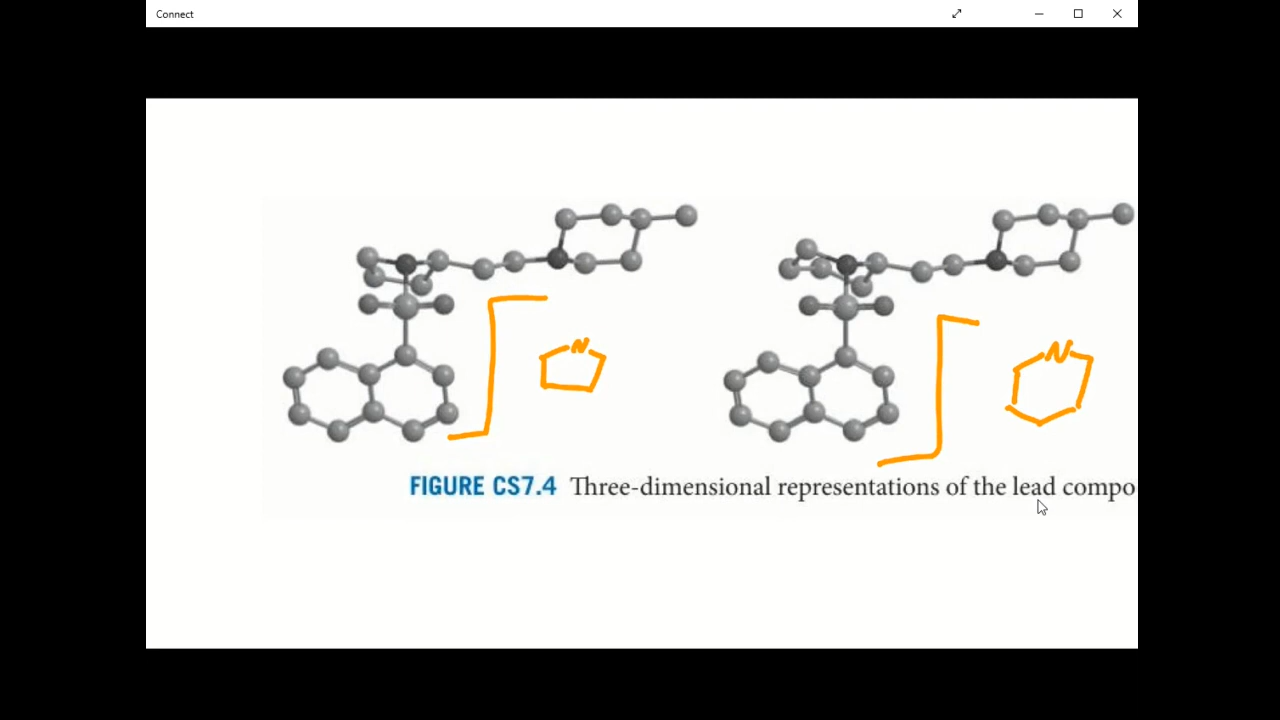 Connect
N
N
FIGURE CS7.4 Three-dimensional representations of the lead compo